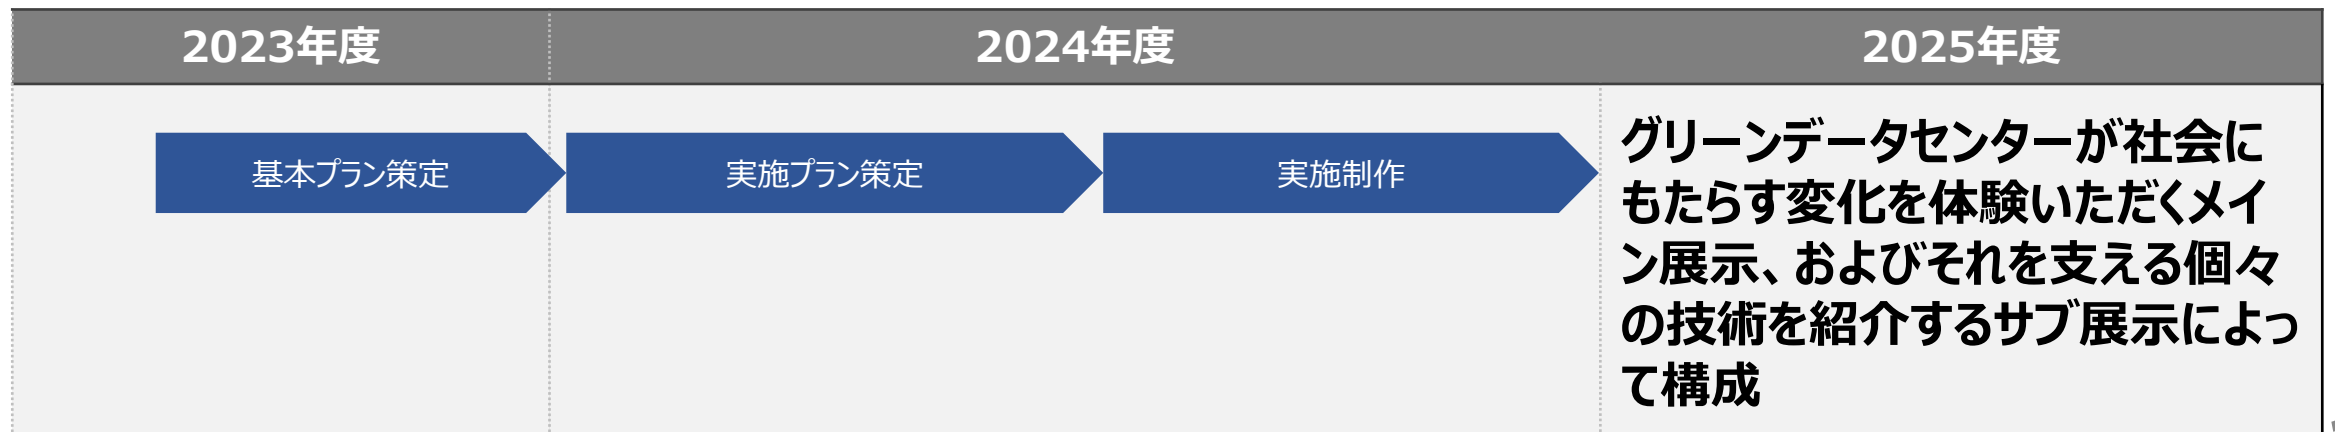 2023年度 2024年度 2025年度
基本プラン策定 実施プラン策定 実施制作
グリーンデータセンターが社会に
もたらす変化を体験いただくメイ
ン展示、およびそれを支える個々
の技術を紹介するサブ展示によっ
て構成